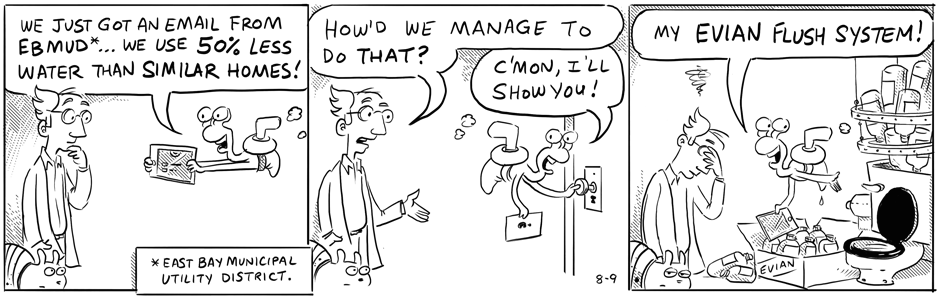 WE JUST GOT AN EMAIL FROM
EBMUD*... WE USE 50% LESS
WATER THAN SIMILAR HOMES!
*EAST BAY MUNICIPAL
UTILITY DISTRICT.
HOW'D WE MANAGE TO
DO THAT?
C'MON, I'LL
SHOW YOU!
8-9
MY EVIAN FLUSH SYSTEM!
EVIAN